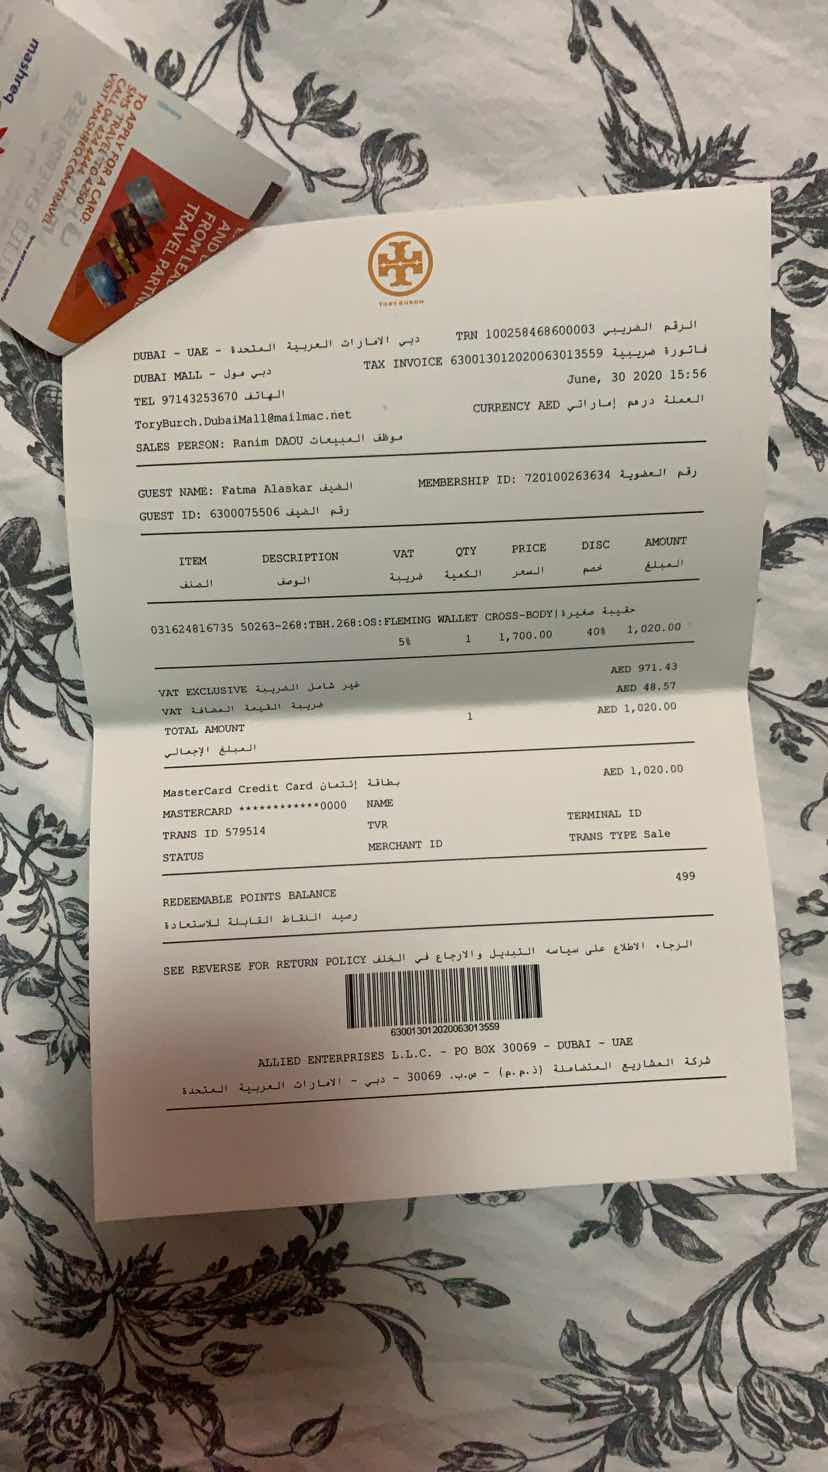 mashreq
TO APPLY FOR A CARD:
SMS 'TRAVEL' TO 4250
CALL 04 424 4444
VISIT MASHREQ.COM/TRAVEL
FROM LEAD
TRAVEL PARTN
TORY BURCH
DUBAI - UAE - دبي الامارات العربية المتحدة
TRN 100258468600003 الرقم الضريبي
DUBAI MALL - دبي مول
TAX INVOICE 630013012020063013559 فاتورة ضريبية
TEL 97143253670 الهاتف
June, 30 2020 15:56
ToryBurch.DubaiMall@mailmac.net
CURRENCY AED العملة درهم إماراتي
SALES PERSON: Ranim DAOU موظف المبيعات
GUEST NAME: Fatma Alaskar الضيف
MEMBERSHIP ID: 720100263634 رقم العضوية
GUEST ID: 6300075506 رقم الضيف
ITEM DESCRIPTION VAT QTY PRICE DISC AMOUNT
الصنف الوصف ضريبة الكمية السعر خصم المبلغ
031624816735 50263-268:TBH.268:OS:FLEMING WALLET CROSS-BODY|حقيبة صغيرة
5% 1 1,700.00 40% 1,020.00
VAT EXCLUSIVE غير شامل الضريبة AED 971.43
VAT ضريبة القيمة المضافة AED 48.57
TOTAL AMOUNT 1 AED 1,020.00
المبلغ الإجمالي
MasterCard Credit Card بطاقة إئتمان AED 1,020.00
MASTERCARD ************0000 NAME
TRANS ID 579514 TVR TERMINAL ID
STATUS MERCHANT ID TRANS TYPE Sale
REDEEMABLE POINTS BALANCE 499
رصيد النقاط القابلة للاستعادة
SEE REVERSE FOR RETURN POLICY الرجاء الاطلاع على سياسه التبديل والارجاع في الخلف
630013012020063013559
ALLIED ENTERPRISES L.L.C. - PO BOX 30069 - DUBAI - UAE
شركة المشاريع المتضامنة (ذ.م.م) - ص.ب. 30069 - دبي - الامارات العربية المتحدة